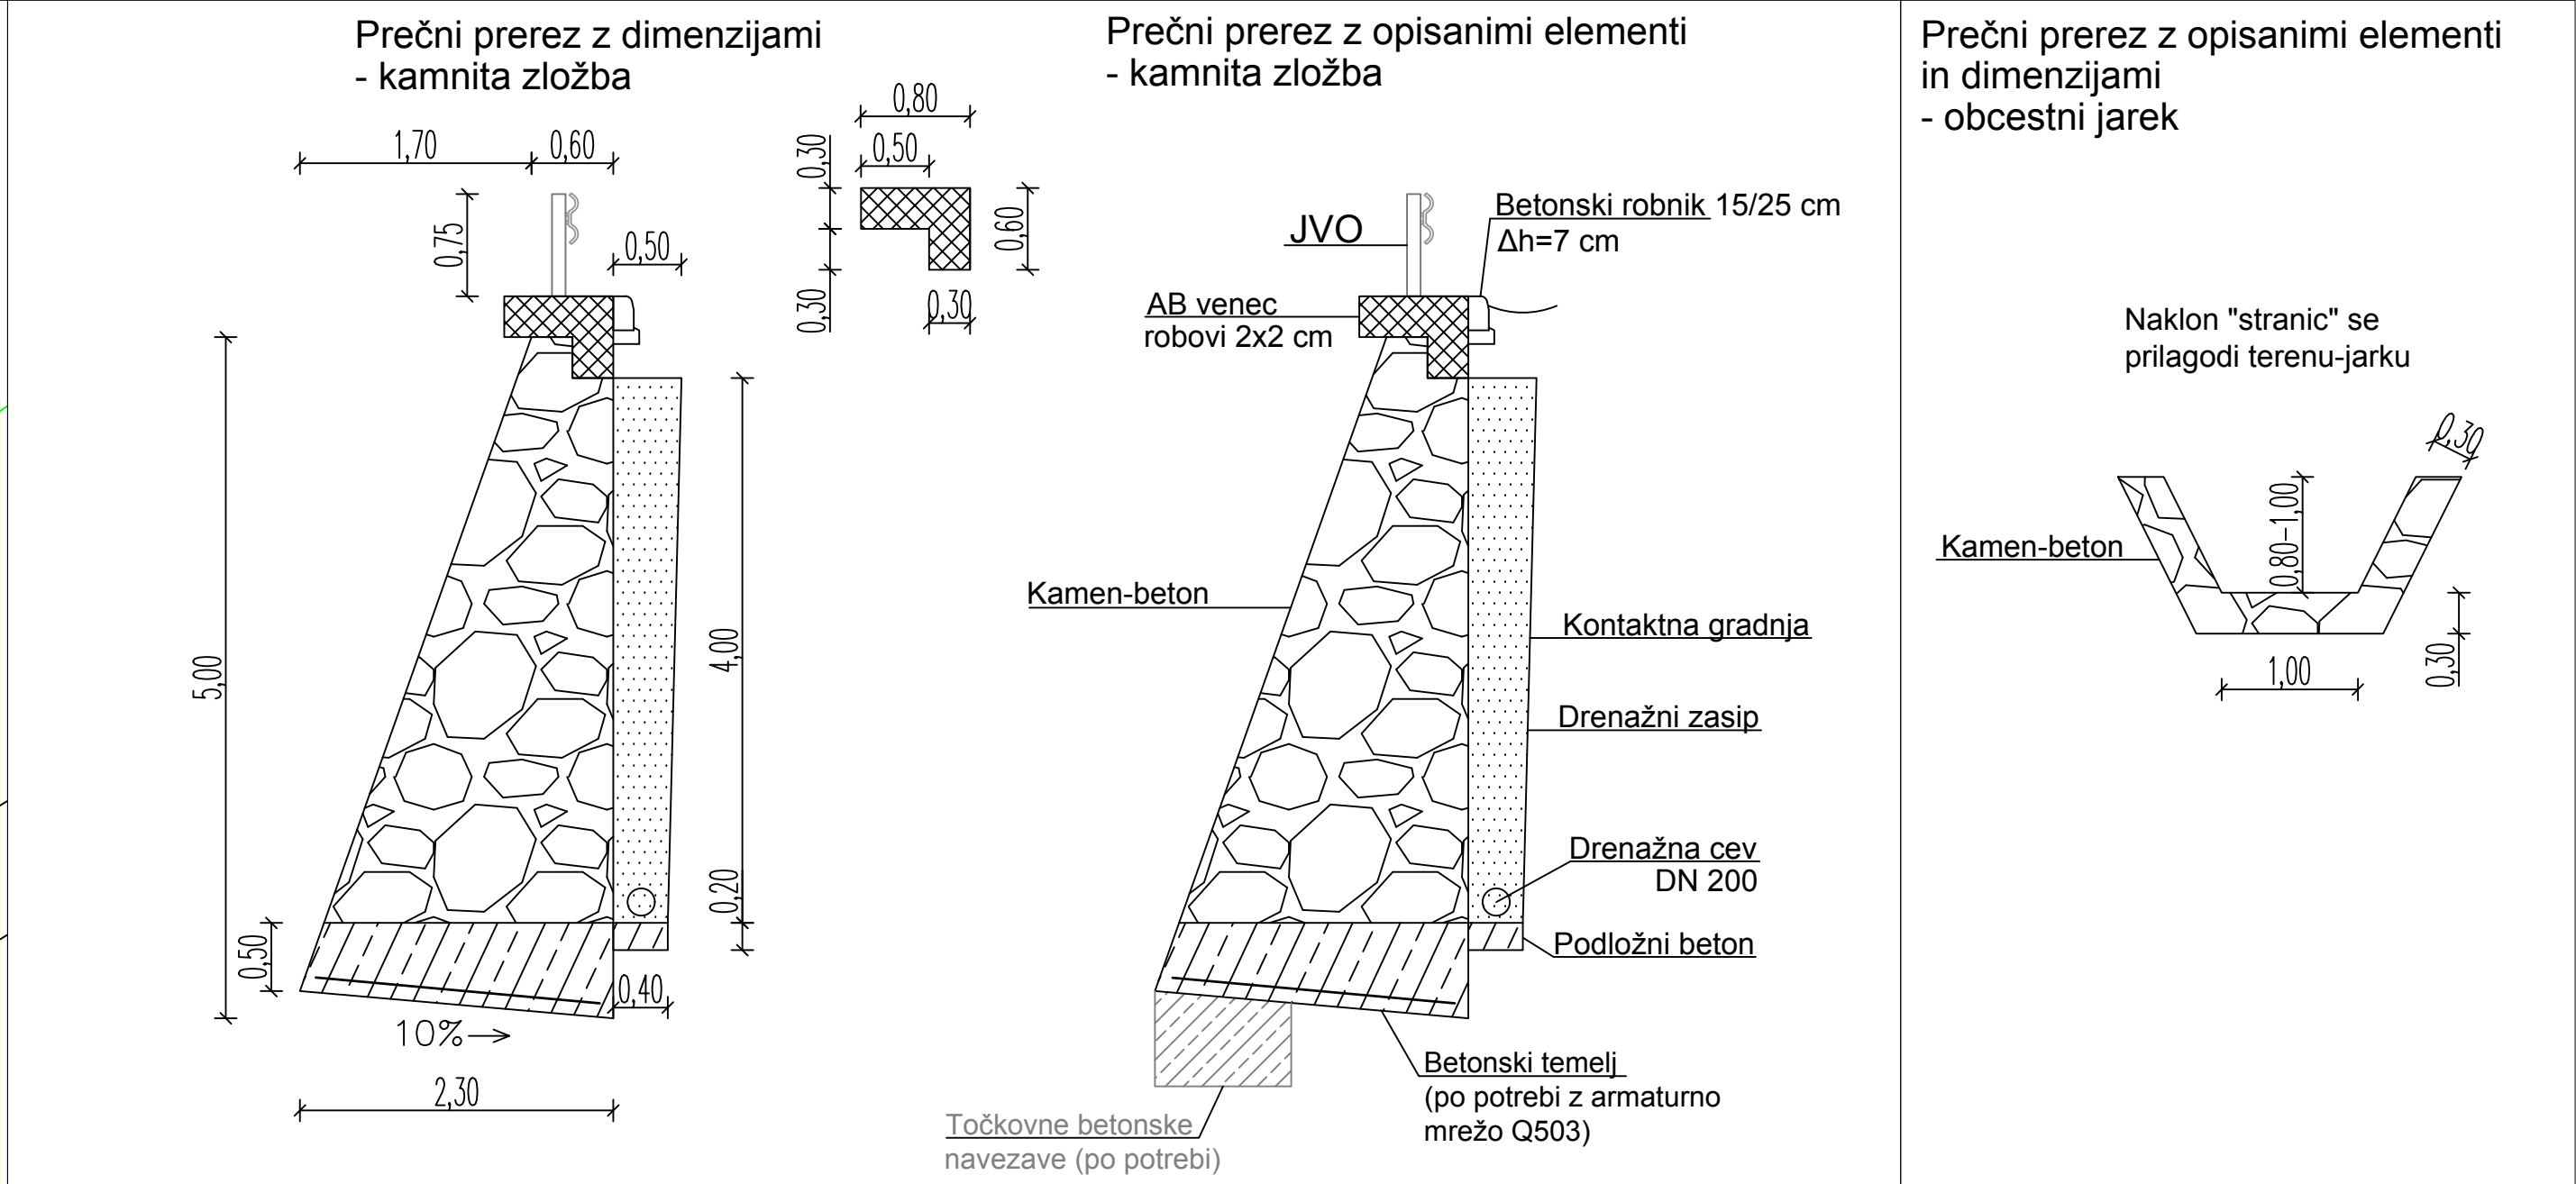 Prečni prerez z dimenzijami
- kamnita zložba
1,70
0,60
0,75
0,50
5,00
4,00
0,20
0,50
0,40
10%
2,30
0,80
0,30
0,50
0,60
0,30
0,30
Prečni prerez z opisanimi elementi
- kamnita zložba
JVO
Betonski robnik 15/25 cm
Δh=7 cm
AB venec
robovi 2x2 cm
Kamen-beton
Kontaktna gradnja
Drenažni zasip
Drenažna cev
DN 200
Podložni beton
Betonski temelj
(po potrebi z armaturno
mrežo Q503)
Točkovne betonske
navezave (po potrebi)
Prečni prerez z opisanimi elementi
in dimenzijami
- obcestni jarek
Naklon "stranic" se
prilagodi terenu-jarku
0,30
0,80-1,00
Kamen-beton
1,00
0,30